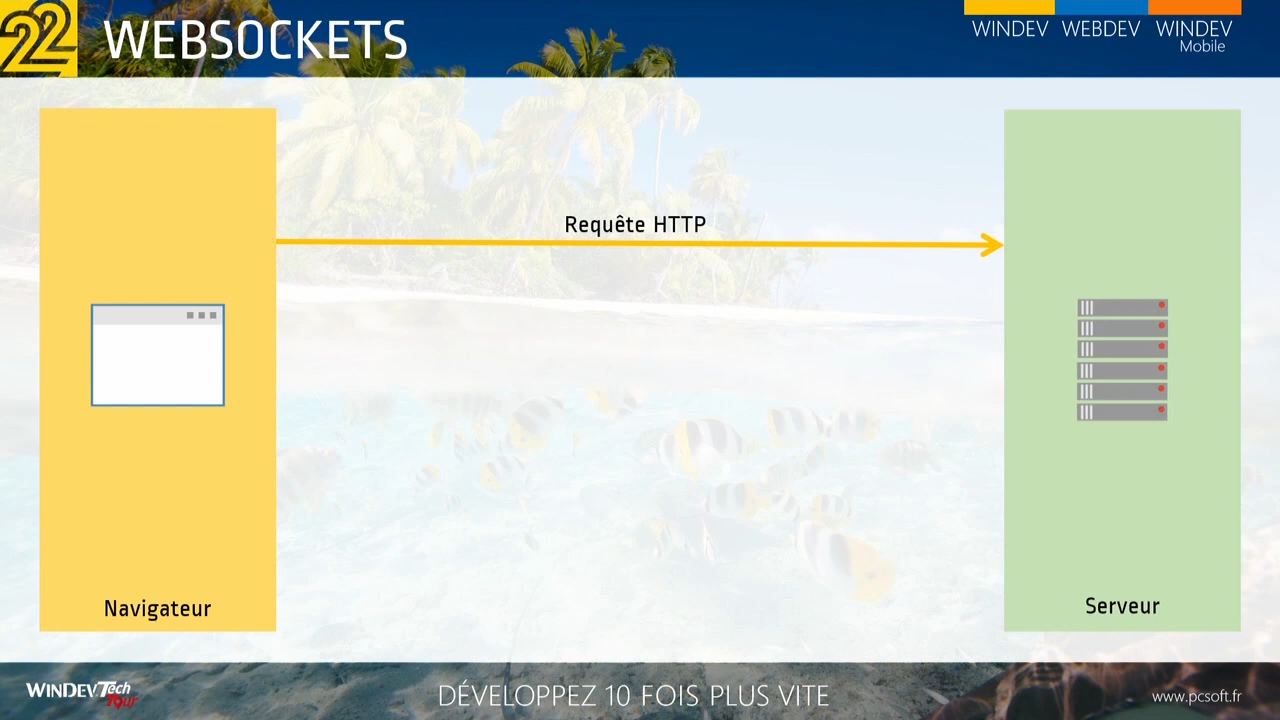 22
WEBSOCKETS
WINDEV WEBDEV WINDEV
Mobile
Requête HTTP
Navigateur
Serveur
WINDEV Tech
Tour
DÉVELOPPEZ 10 FOIS PLUS VITE
www.pcsoft.fr